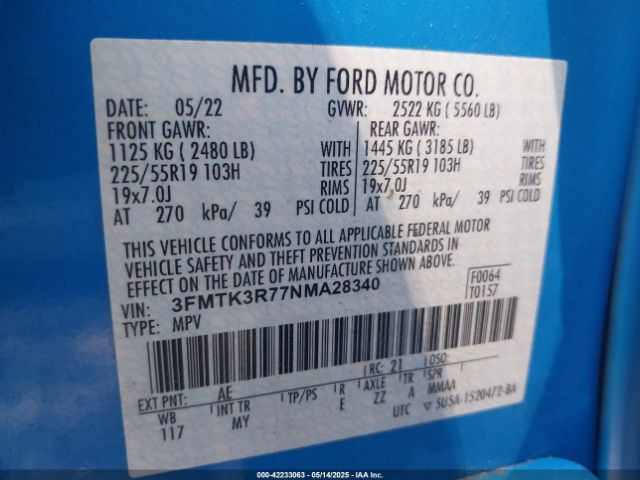 MFD. BY FORD MOTOR CO.
DATE: 05/22 GVWR: 2522 KG ( 5560 LB)
FRONT GAWR: REAR GAWR:
1125 KG ( 2480 LB) WITH 1445 KG ( 3185 LB) WITH
225/55R19 103H TIRES 225/55R19 103H TIRES
19x7.0J RIMS 19x7.0J RIMS
AT 270 kPa/ 39 PSI COLD AT 270 kPa/ 39 PSI COLD
THIS VEHICLE CONFORMS TO ALL APPLICABLE FEDERAL MOTOR
VEHICLE SAFETY AND THEFT PREVENTION STANDARDS IN
EFFECT ON THE DATE OF MANUFACTURE SHOWN ABOVE.
VIN: 3FMTK3R77NMA28340 F0064
TYPE: MPV T0157
RC: 21 DSO:
EXT PNT: AE
WB INT TR TP/PS R AXLE TR SPR
117 MY E ZZ A MMAA
UTC ▽ 5U5A-1520472-BA
000-42233063 - 05/14/2025 - IAAI.COM